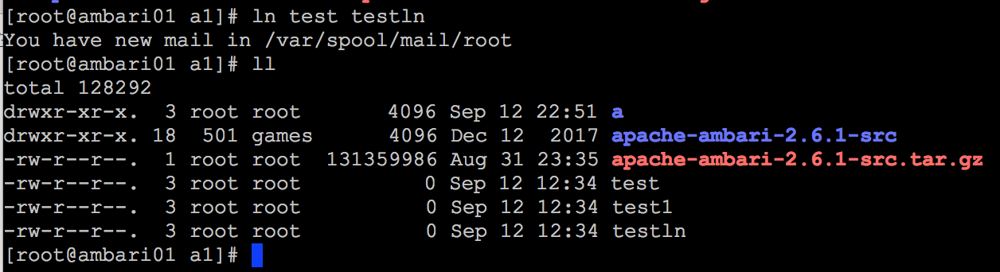 [root@ambari01 a1]# ln test testln
You have new mail in /var/spool/mail/root
[root@ambari01 a1]# ll
total 128292
drwxr-xr-x.  3 root root       4096 Sep 12 22:51 a
drwxr-xr-x. 18  501 games      4096 Dec 12  2017 apache-ambari-2.6.1-src
-rw-r--r--.  1 root root  131359986 Aug 31 23:35 apache-ambari-2.6.1-src.tar.gz
-rw-r--r--.  3 root root          0 Sep 12 12:34 test
-rw-r--r--.  3 root root          0 Sep 12 12:34 test1
-rw-r--r--.  3 root root          0 Sep 12 12:34 testln
[root@ambari01 a1]#